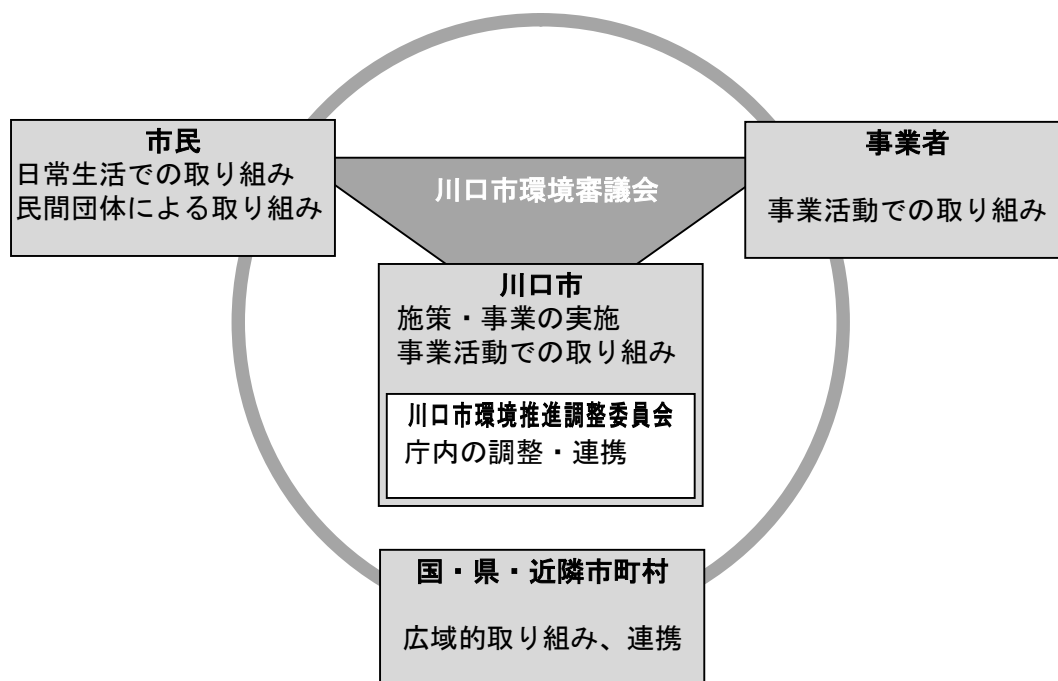 市民
日常生活での取り組み
民間団体による取り組み
事業者
事業活動での取り組み
川口市環境審議会
川口市
施策・事業の実施
事業活動での取り組み
川口市環境推進調整委員会
庁内の調整・連携
国・県・近隣市町村
広域的取り組み、連携